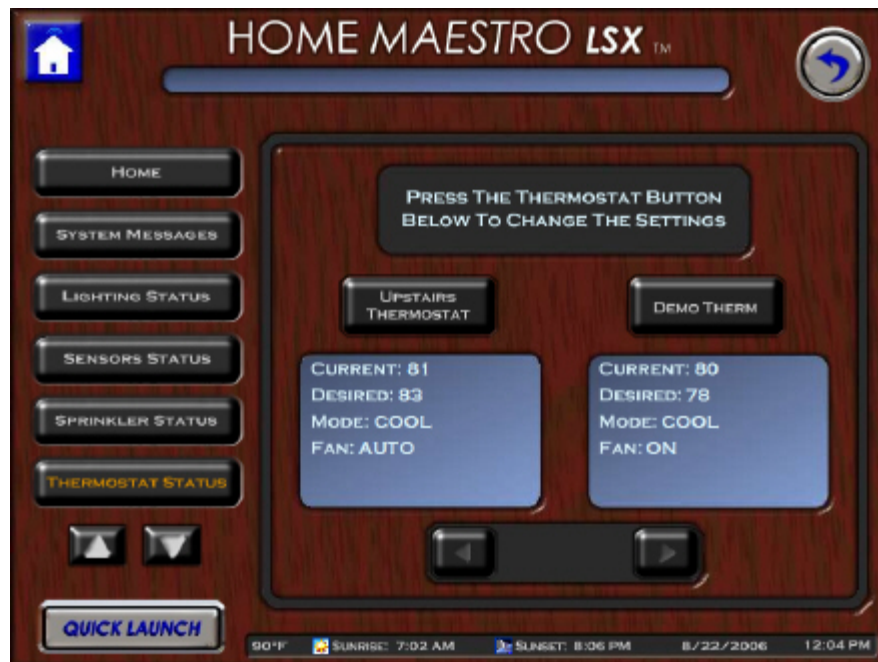 HOME MAESTRO LSX TM
HOME
SYSTEM MESSAGES
LIGHTING STATUS
SENSORS STATUS
SPRINKLER STATUS
THERMOSTAT STATUS
QUICK LAUNCH
PRESS THE THERMOSTAT BUTTON
BELOW TO CHANGE THE SETTINGS
UPSTAIRS
THERMOSTAT
CURRENT: 81
DESIRED: 83
MODE: COOL
FAN: AUTO
DEMO THERM
CURRENT: 80
DESIRED: 78
MODE: COOL
FAN: ON
90°F SUNRISE: 7:02 AM SUNSET: 8:06 PM 8/22/2006 12:04 PM